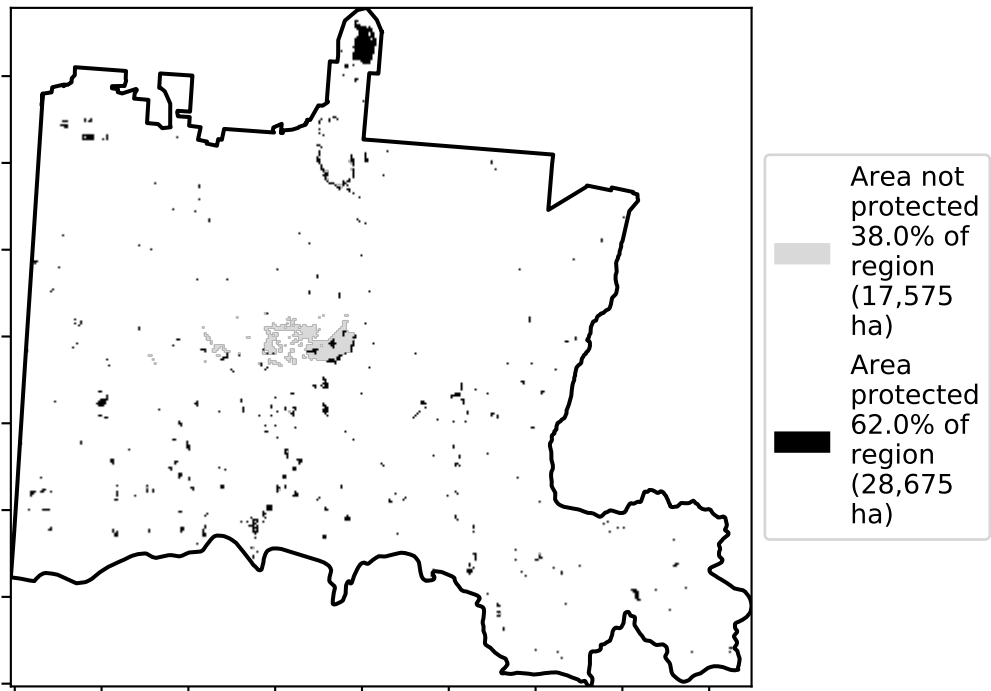 Area not
protected
38.0% of
region
(17,575
ha)
Area
protected
62.0% of
region
(28,675
ha)